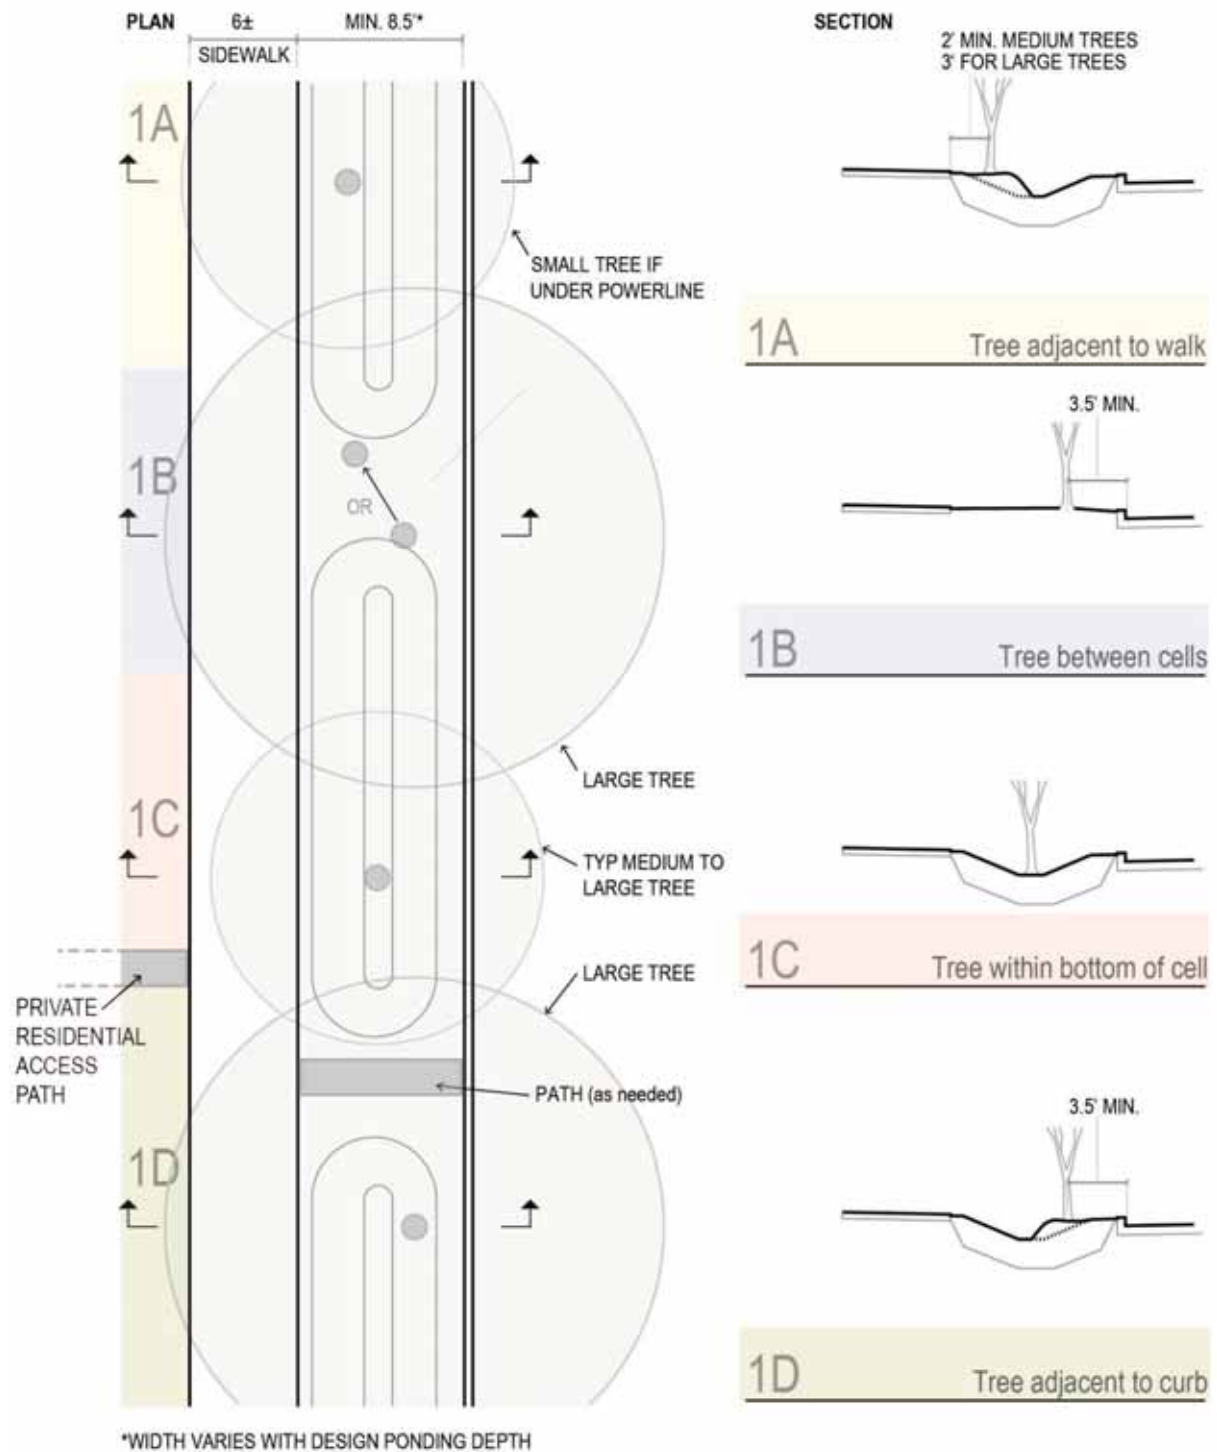 PLAN
6±
MIN. 8.5'*
SIDEWALK
1A
SMALL TREE IF
UNDER POWERLINE
1B
OR
LARGE TREE
1C
TYP MEDIUM TO
LARGE TREE
LARGE TREE
PRIVATE
RESIDENTIAL
ACCESS
PATH
PATH (as needed)
1D
*WIDTH VARIES WITH DESIGN PONDING DEPTH
SECTION
2' MIN. MEDIUM TREES
3' FOR LARGE TREES
1A Tree adjacent to walk
3.5' MIN.
1B Tree between cells
1C Tree within bottom of cell
3.5' MIN.
1D Tree adjacent to curb